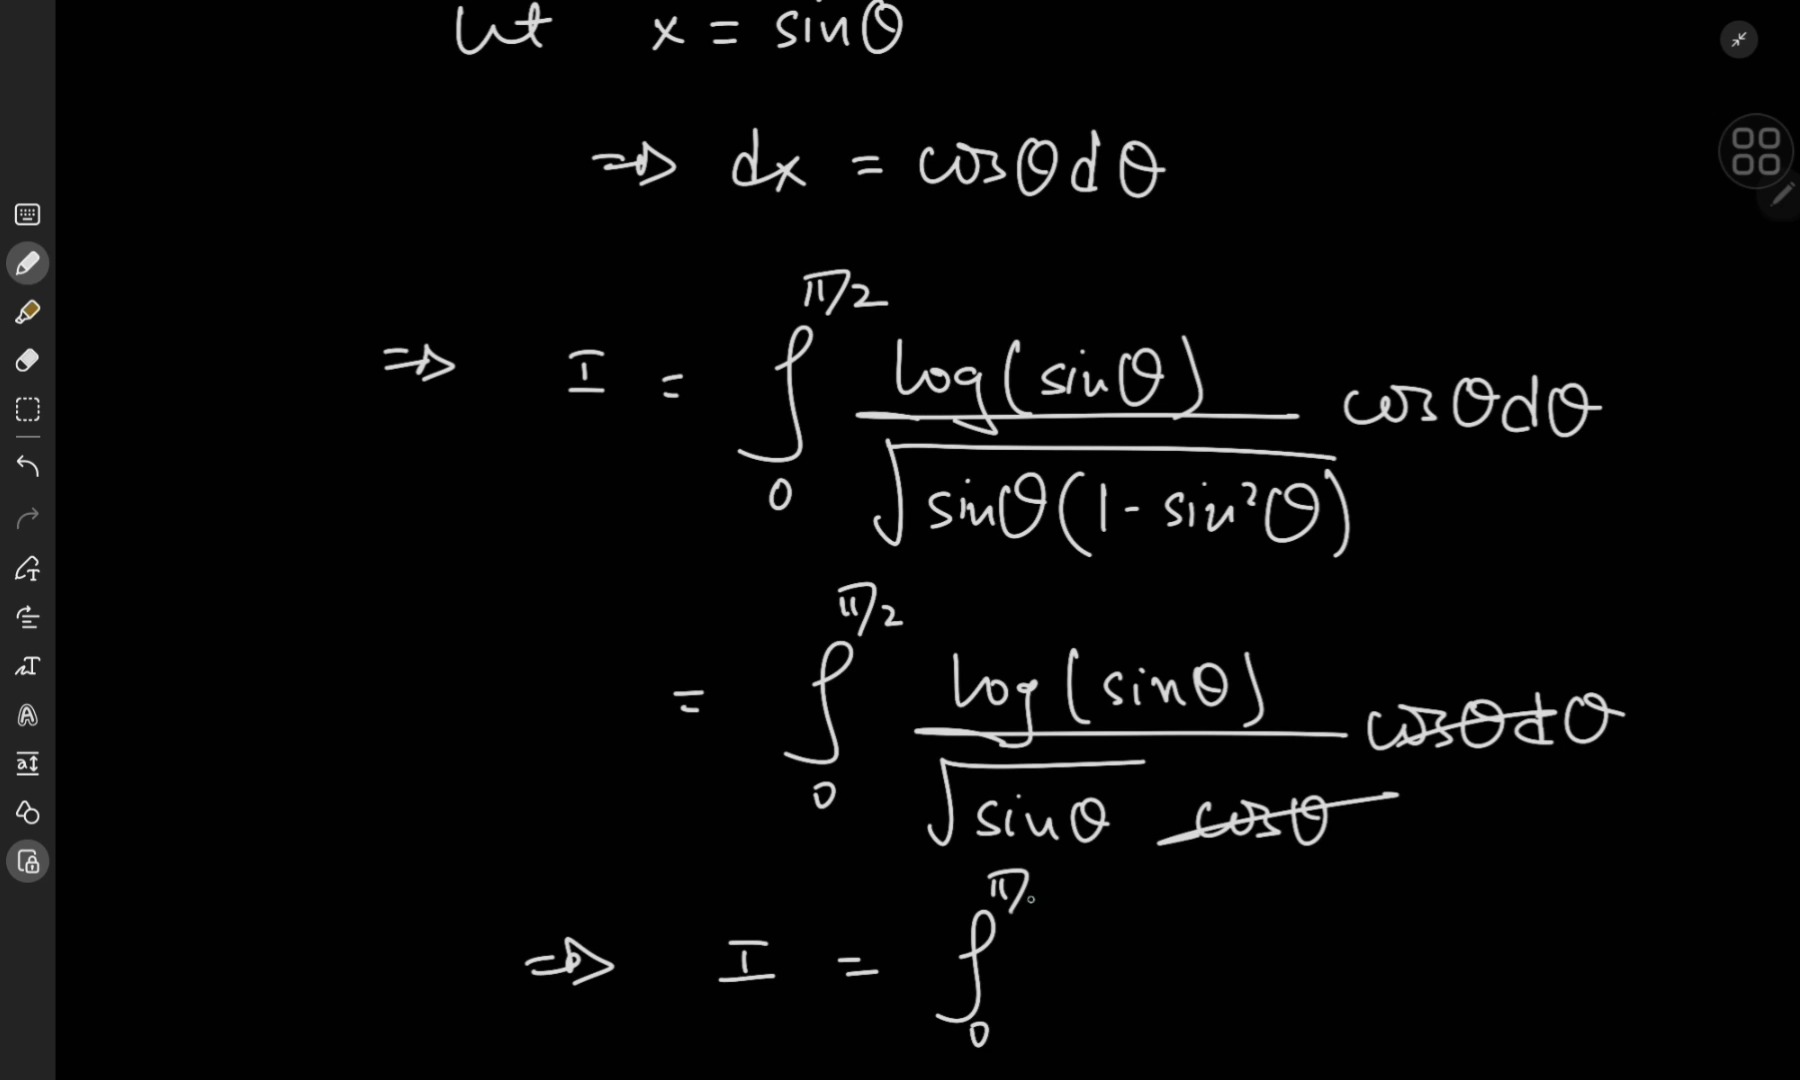 let x = sinθ
⇒ dx = cosθ dθ
⇒ I = ∫₀^{π/2} log(sinθ) / √(sinθ(1 - sin²θ)) cosθ dθ
= ∫₀^{π/2} log(sinθ) / (√sinθ cosθ) cosθ dθ
⇒ I = ∫₀^{π/